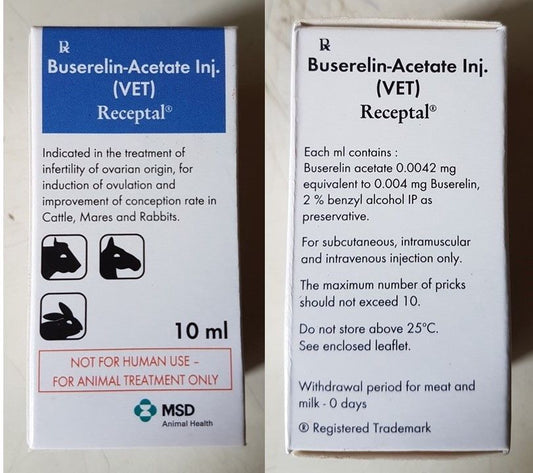 ℞
Buserelin-Acetate Inj.
(VET)
Receptal®
Indicated in the treatment of
infertility of ovarian origin, for
induction of ovulation and
improvement of conception rate in
Cattle, Mares and Rabbits.
10 ml
NOT FOR HUMAN USE –
FOR ANIMAL TREATMENT ONLY
MSD
Animal Health
℞
Buserelin-Acetate Inj.
(VET)
Receptal®
Each ml contains :
Buserelin acetate 0.0042 mg
equivalent to 0.004 mg Buserelin,
2 % benzyl alcohol IP as
preservative.
For subcutaneous, intramuscular
and intravenous injection only.
The maximum number of pricks
should not exceed 10.
Do not store above 25°C.
See enclosed leaflet.
Withdrawal period for meat and
milk - 0 days
® Registered Trademark